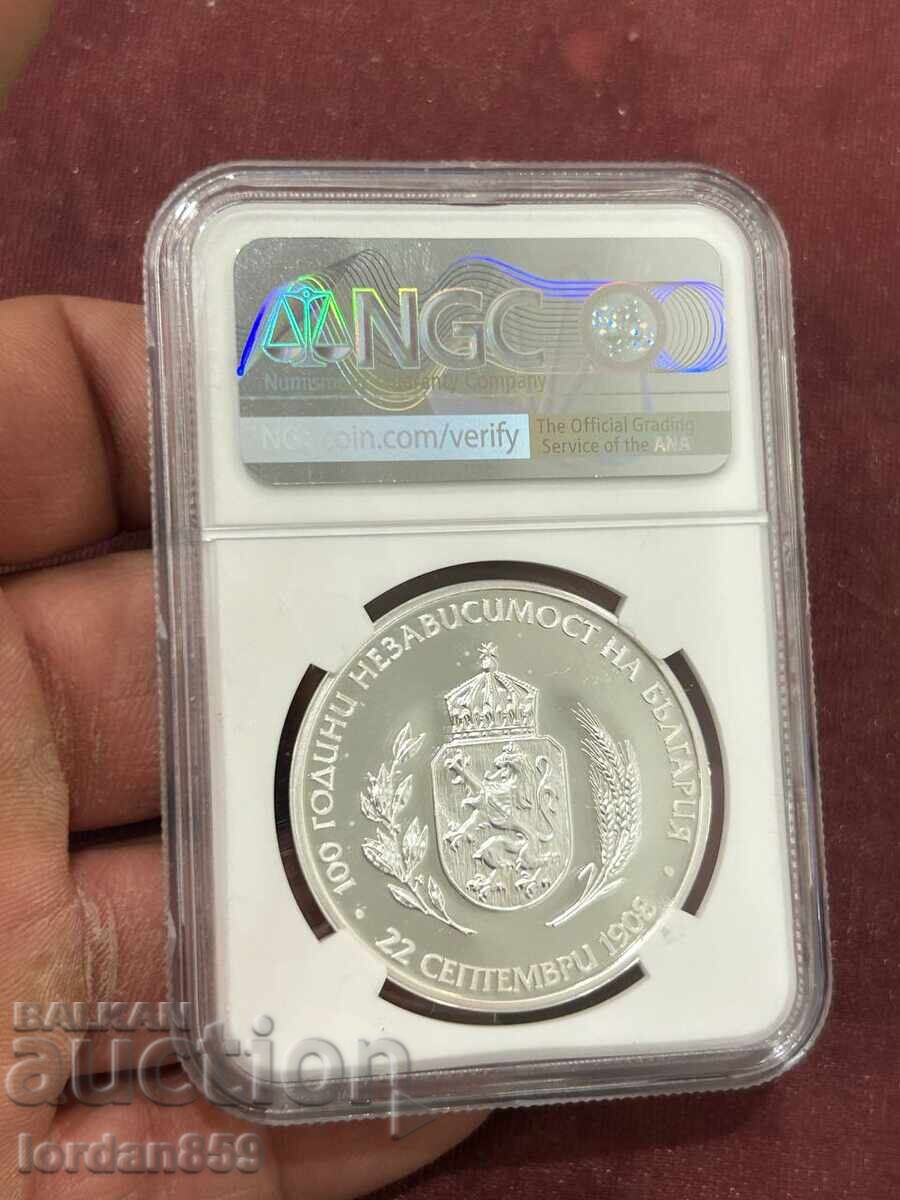 NGC
Numismatic Guaranty Company
NGCcoin.com/verify
The Official Grading
Service of the ANA
100 ГОДИНИ НЕЗАВИСИМОСТ НА БЪЛГАРИЯ
22 СЕПТЕМВРИ 1908
BALKAN
auction
lordan859